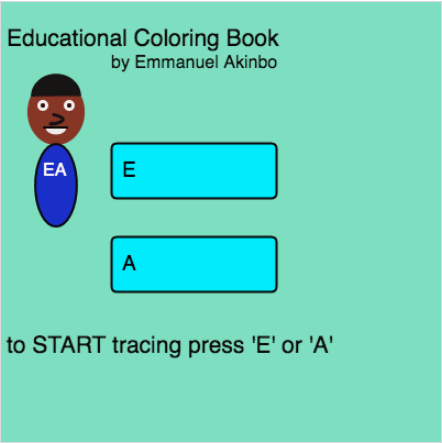 Educational Coloring Book
by Emmanuel Akinbo
EA
E
A
to START tracing press 'E' or 'A'